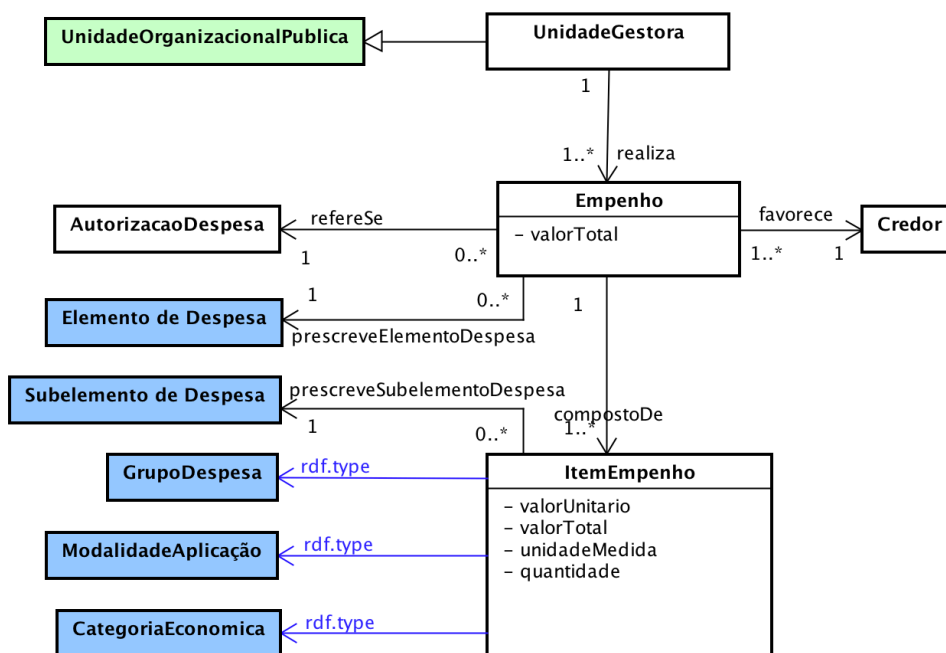 UnidadeOrganizacionalPublica
UnidadeGestora
1
1..*
realiza
Empenho
– valorTotal
AutorizacaoDespesa
refereSe
1
0..*
favorece
1..*
1
Credor
Elemento de Despesa
1
0..*
prescreveElementoDespesa
1
Subelemento de Despesa
prescreveSubelementoDespesa
1
0..*
compostoDe
1..*
GrupoDespesa
rdf.type
ItemEmpenho
– valorUnitario
– valorTotal
– unidadeMedida
– quantidade
ModalidadeAplicação
rdf.type
CategoriaEconomica
rdf.type